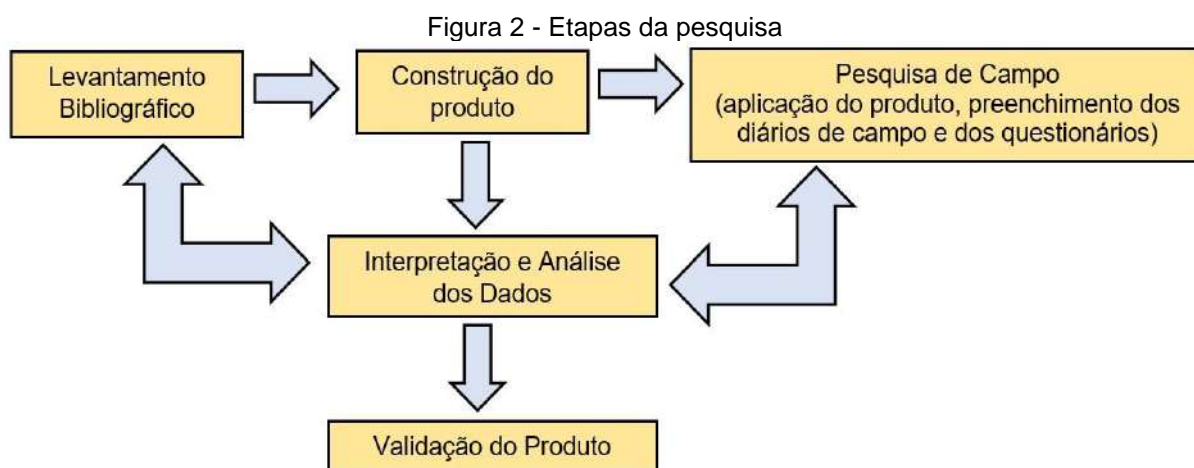 Figura 2 - Etapas da pesquisa
Levantamento
Bibliográfico
Construção do
produto
Pesquisa de Campo
(aplicação do produto, preenchimento dos
diários de campo e dos questionários)
Interpretação e Análise
dos Dados
Validação do Produto